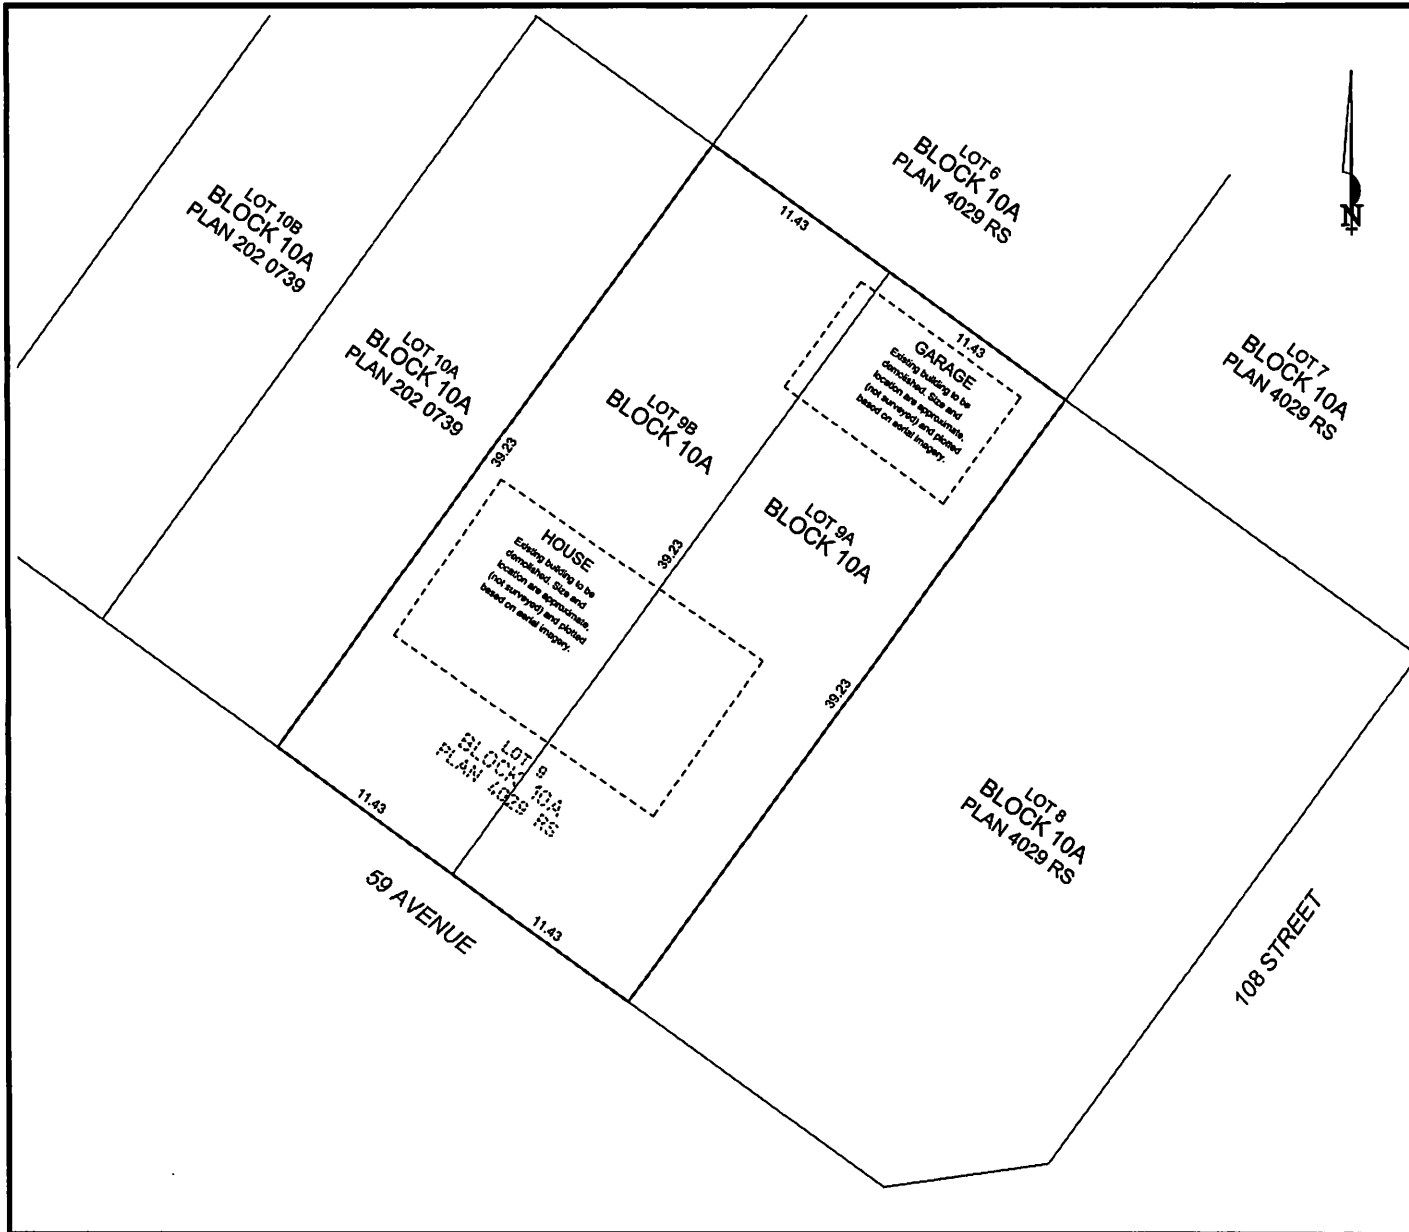 LOT 6
BLOCK 10A
PLAN 4029 RS
N
LOT 10B
BLOCK 10A
PLAN 202 0739
11.43
LOT 10A
BLOCK 10A
PLAN 202 0739
11.43
GARAGE
Existing building to be
demolished. Size and
location are approximate,
(not surveyed) and plotted
based on aerial imagery.
LOT 7
BLOCK 10A
PLAN 4029 RS
LOT 9B
BLOCK 10A
39.23
LOT 9A
BLOCK 10A
39.23
HOUSE
Existing building to be
demolished. Size and
location are approximate,
(not surveyed) and plotted
based on aerial imagery.
39.23
LOT 9
BLOCK 10A
PLAN 4029 RS
LOT 8
BLOCK 10A
PLAN 4029 RS
11.43
59 AVENUE
11.43
108 STREET